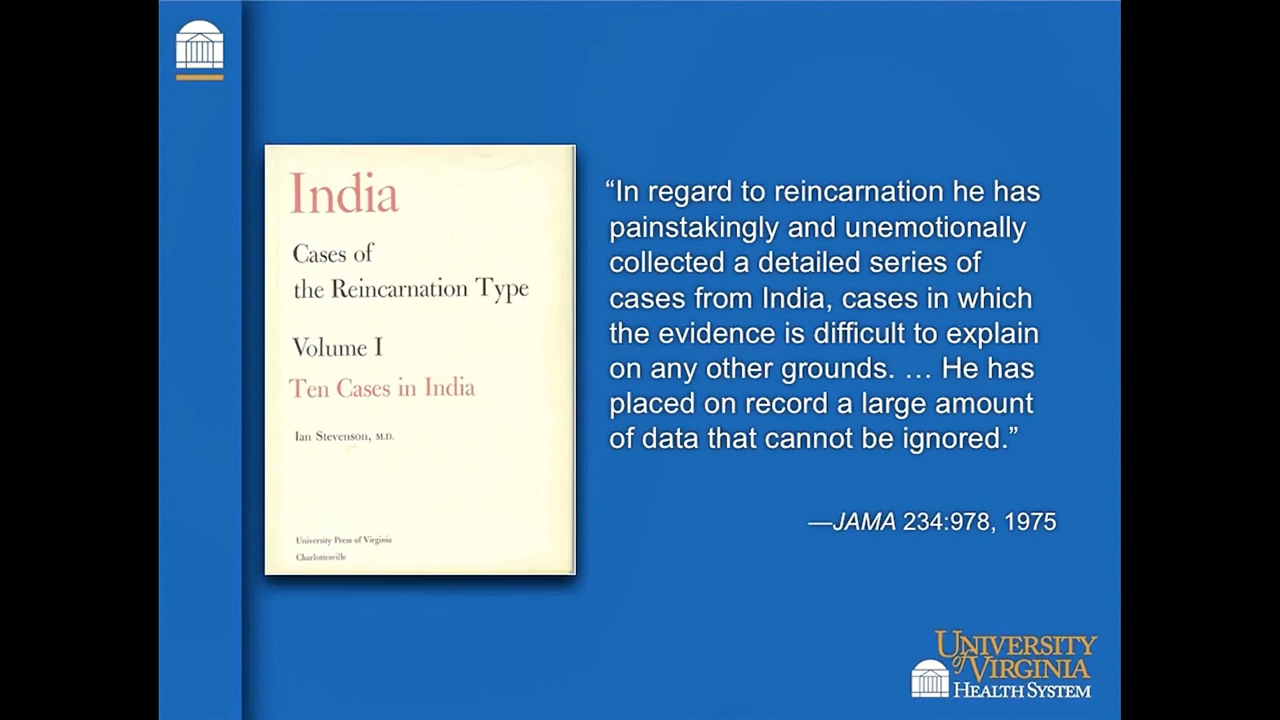 India
Cases of
the Reincarnation Type
Volume I
Ten Cases in India
Ian Stevenson, M.D.
University Press of Virginia
Charlottesville
“In regard to reincarnation he has
painstakingly and unemotionally
collected a detailed series of
cases from India, cases in which
the evidence is difficult to explain
on any other grounds. … He has
placed on record a large amount
of data that cannot be ignored.”
—JAMA 234:978, 1975
UNIVERSITY
of VIRGINIA
HEALTH SYSTEM